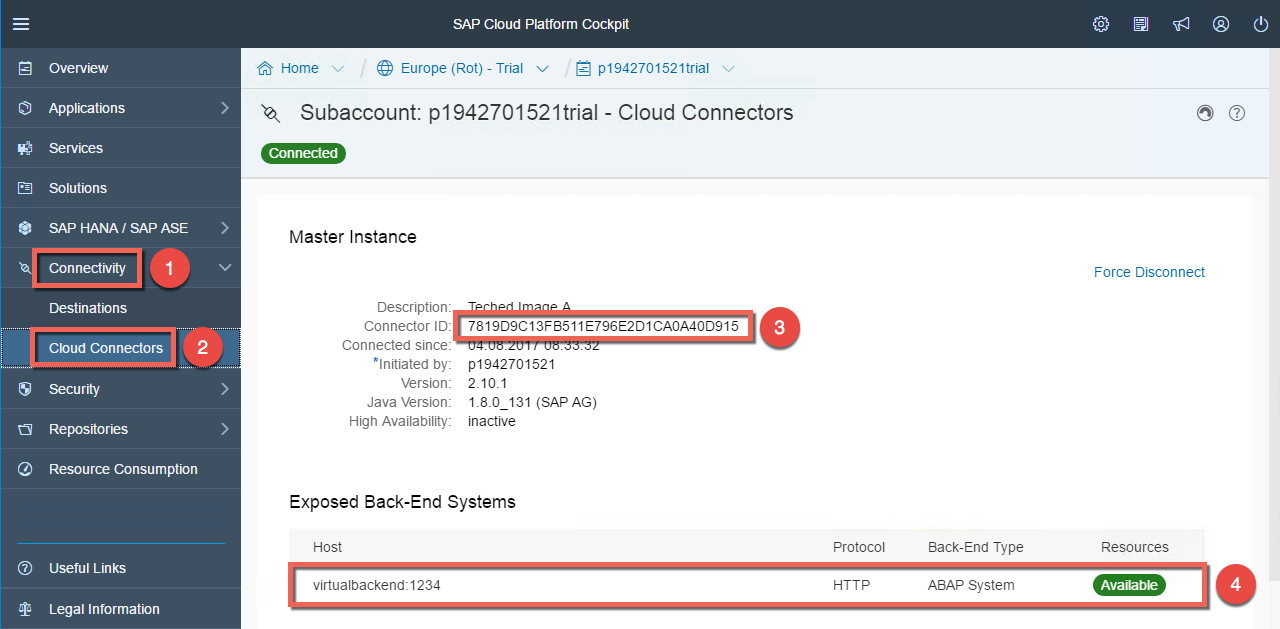 SAP Cloud Platform Cockpit
Overview
Applications
Services
Solutions
SAP HANA / SAP ASE
Connectivity
1
Destinations
Cloud Connectors
2
Security
Repositories
Resource Consumption
Useful Links
Legal Information
Home / Europe (Rot) - Trial / p1942701521trial
Subaccount: p1942701521trial - Cloud Connectors
Connected
Master Instance
Force Disconnect
Description: Teched Image A
Connector ID: 7819D9C13FB511E796E2D1CA0A40D915
3
Connected since: 04.08.2017 08:33:32
*Initiated by: p1942701521
Version: 2.10.1
Java Version: 1.8.0_131 (SAP AG)
High Availability: inactive
Exposed Back-End Systems
Host Protocol Back-End Type Resources
virtualbackend:1234 HTTP ABAP System Available
4